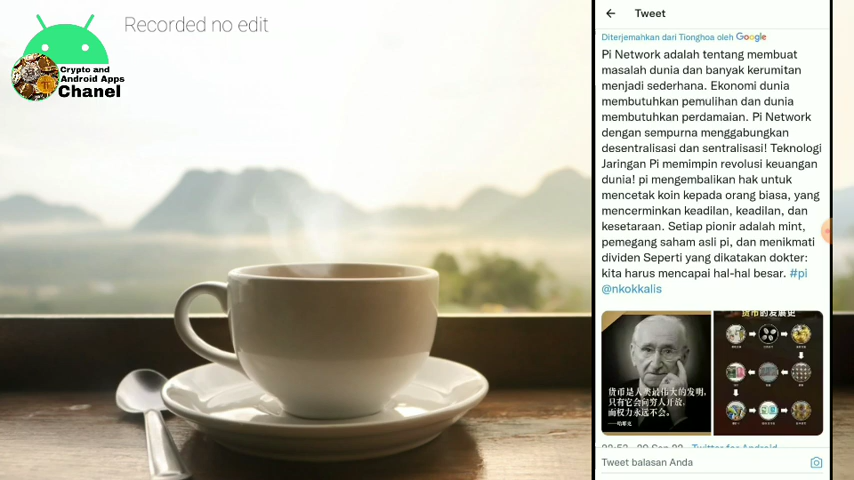 Recorded no edit
Crypto and
Android Apps
Chanel
Tweet
Diterjemahkan dari Tionghoa oleh Google
Pi Network adalah tentang membuat
masalah dunia dan banyak kerumitan
menjadi sederhana. Ekonomi dunia
membutuhkan pemulihan dan dunia
membutuhkan perdamaian. Pi Network
dengan sempurna menggabungkan
desentralisasi dan sentralisasi! Teknologi
Jaringan Pi memimpin revolusi keuangan
dunia! pi mengembalikan hak untuk
mencetak koin kepada orang biasa, yang
mencerminkan keadilan, keadilan, dan
kesetaraan. Setiap pionir adalah mint,
pemegang saham asli pi, dan menikmati
dividen Seperti yang dikatakan dokter:
kita harus mencapai hal-hal besar. #pi
@nkokkalis
货币的发展史
货币是人类最伟大的发明,
只有它会向穷人开放,
而权力永远不会。
Twitter for Android
Tweet balasan Anda